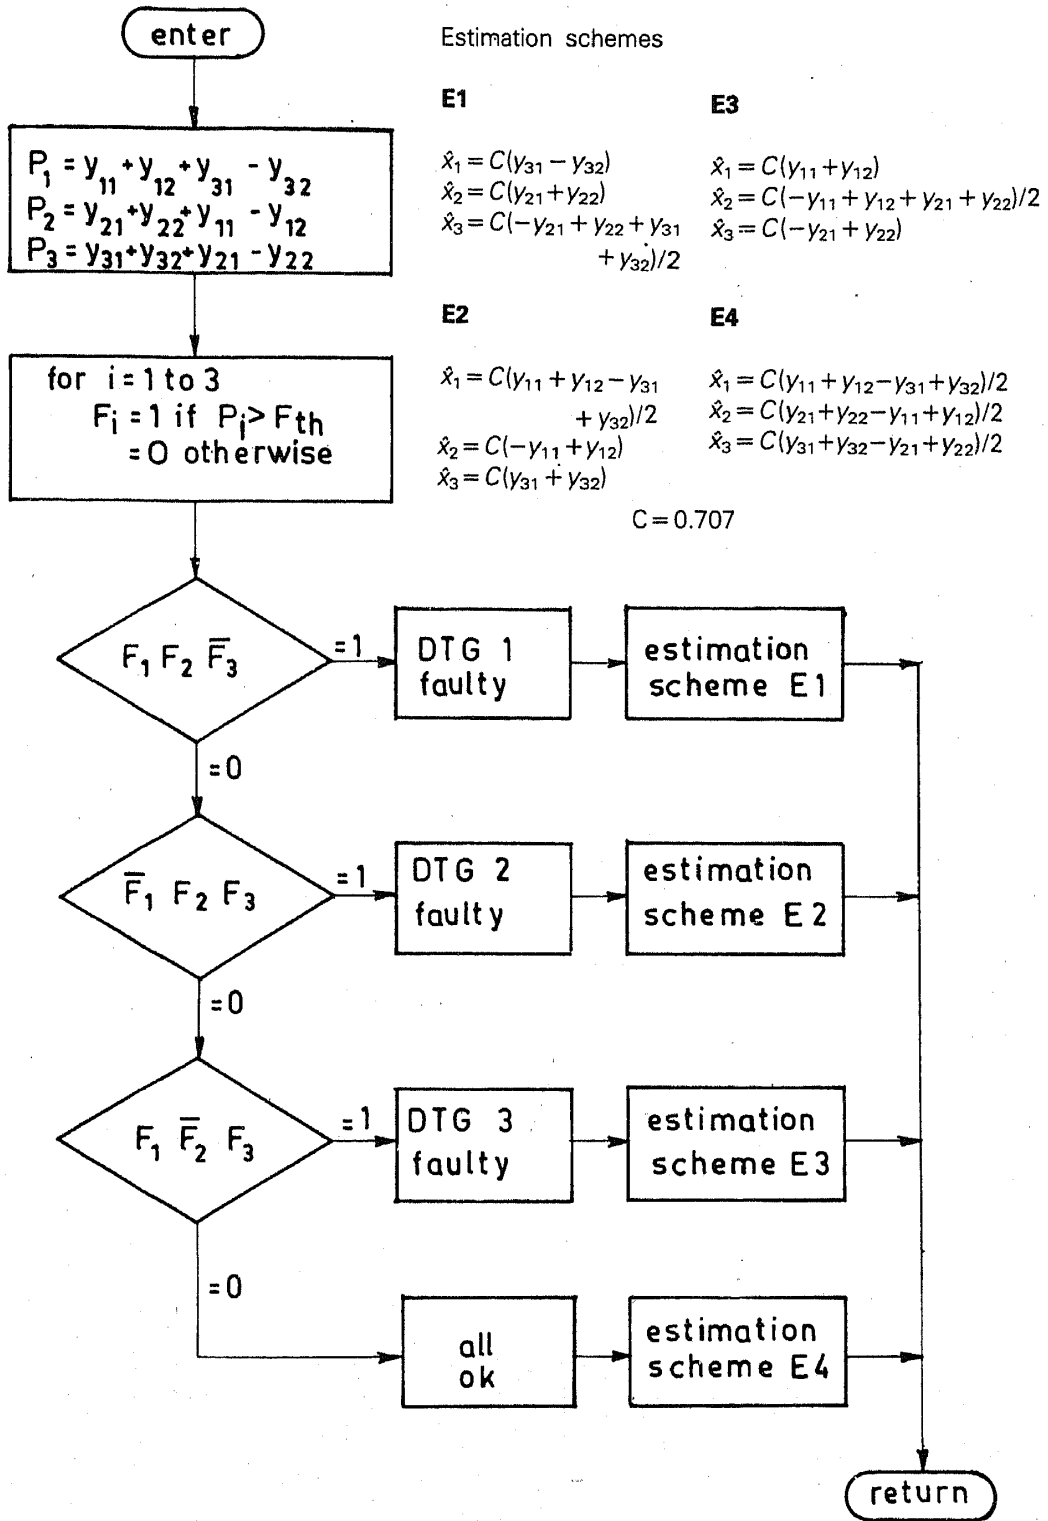 enter
Estimation schemes
P₁ = y₁₁ + y₁₂ + y₃₁ - y₃₂
P₂ = y₂₁ + y₂₂ + y₁₁ - y₁₂
P₃ = y₃₁ + y₃₂ + y₂₁ - y₂₂
E1
x̂₁ = C(y₃₁ − y₃₂)
x̂₂ = C(y₂₁ + y₂₂)
x̂₃ = C(−y₂₁ + y₂₂ + y₃₁
+ y₃₂)/2
E3
x̂₁ = C(y₁₁ + y₁₂)
x̂₂ = C(−y₁₁ + y₁₂ + y₂₁ + y₂₂)/2
x̂₃ = C(−y₂₁ + y₂₂)
E2
x̂₁ = C(y₁₁ + y₁₂ − y₃₁
+ y₃₂)/2
x̂₂ = C(−y₁₁ + y₁₂)
x̂₃ = C(y₃₁ + y₃₂)
E4
x̂₁ = C(y₁₁ + y₁₂ − y₃₁ + y₃₂)/2
x̂₂ = C(y₂₁ + y₂₂ − y₁₁ + y₁₂)/2
x̂₃ = C(y₃₁ + y₃₂ − y₂₁ + y₂₂)/2
C = 0.707
for i = 1 to 3
Fᵢ = 1 if Pᵢ > Fth
= 0 otherwise
F₁ F₂ F̅₃
=1
DTG 1
faulty
estimation
scheme E1
=0
F̅₁ F₂ F₃
=1
DTG 2
faulty
estimation
scheme E2
=0
F₁ F̅₂ F₃
=1
DTG 3
faulty
estimation
scheme E3
=0
all
ok
estimation
scheme E4
return